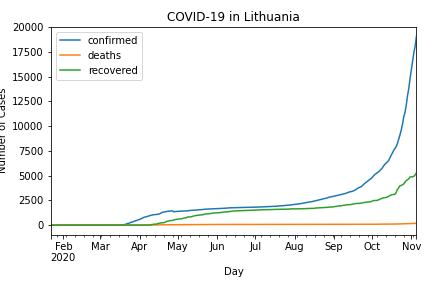 COVID-19 in Lithuania
20000
17500
15000
12500
10000
7500
5000
2500
0
Number of Cases
confirmed
deaths
recovered
Feb Mar Apr May Jun Jul Aug Sep Oct Nov
2020
Day